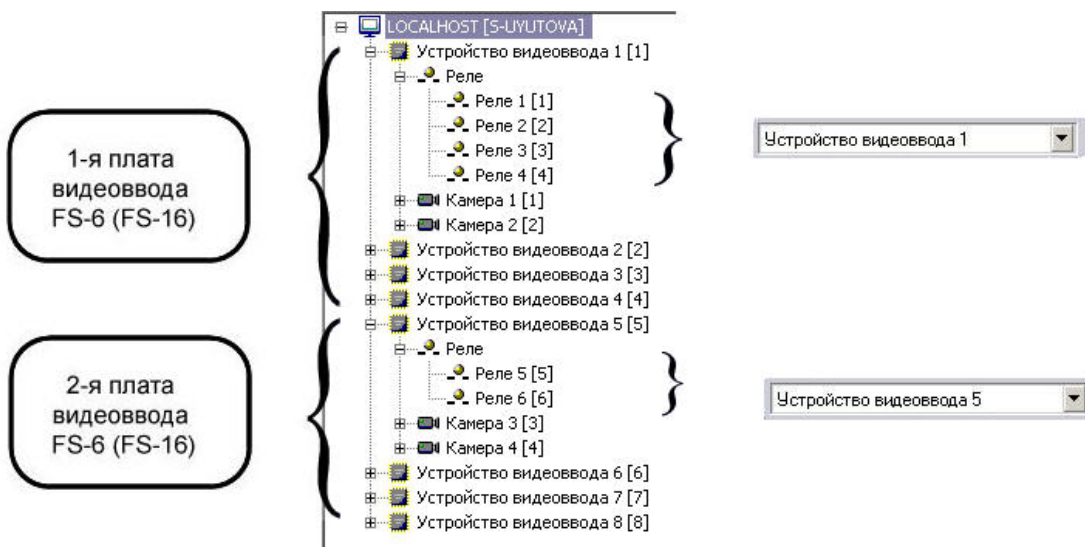 LOCALHOST [S-UYUTOVA]
Устройство видеоввода 1 [1]
Реле
Реле 1 [1]
Реле 2 [2]
Реле 3 [3]
Реле 4 [4]
Камера 1 [1]
Камера 2 [2]
Устройство видеоввода 2 [2]
Устройство видеоввода 3 [3]
Устройство видеоввода 4 [4]
Устройство видеоввода 5 [5]
Реле
Реле 5 [5]
Реле 6 [6]
Камера 3 [3]
Камера 4 [4]
Устройство видеоввода 6 [6]
Устройство видеоввода 7 [7]
Устройство видеоввода 8 [8]
1-я плата
видеоввода
FS-6 (FS-16)
2-я плата
видеоввода
FS-6 (FS-16)
Устройство видеоввода 1
Устройство видеоввода 5